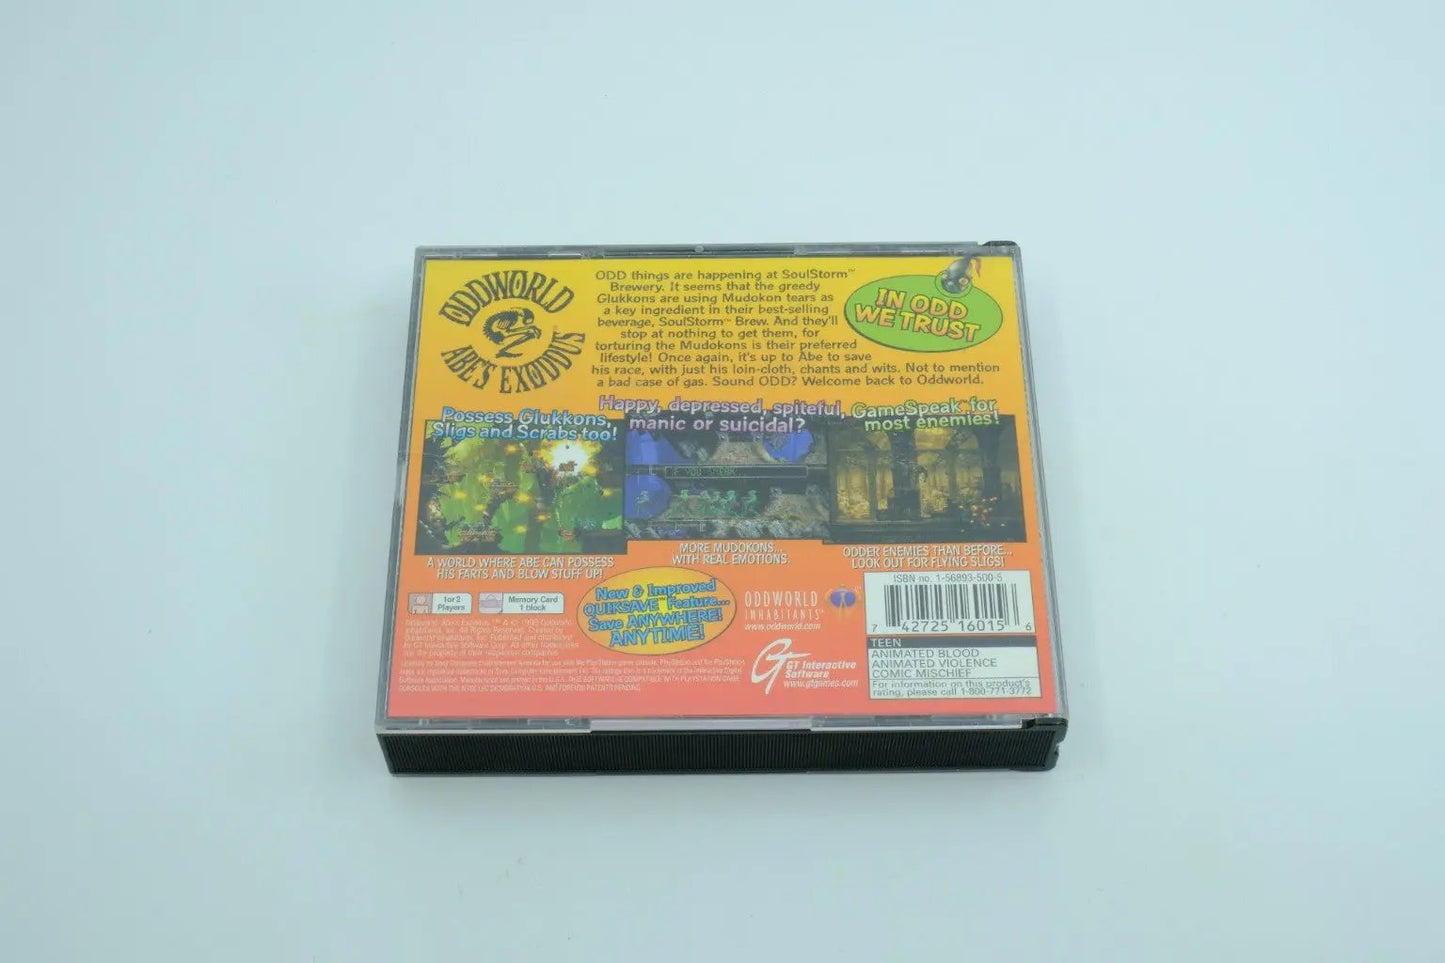 ODDWORLD
ABE'S EXODDUS
ODD things are happening at SoulStorm™
Brewery. It seems that the greedy
Glukkons are using Mudokon tears as
a key ingredient in their best-selling
beverage, SoulStorm™ Brew. And they'll
stop at nothing to get them, for
torturing the Mudokons is their preferred
lifestyle! Once again, it's up to Abe to save
his race, with just his loin-cloth, chants and wits. Not to mention
a bad case of gas. Sound ODD? Welcome back to Oddworld.
IN ODD
WE TRUST
Possess Glukkons,
Sligs and Scrabs too!
Happy, depressed, spiteful,
manic or suicidal?
GameSpeak™ for
most enemies!
A WORLD WHERE ABE CAN POSSESS
HIS FARTS AND BLOW STUFF UP!
MORE MUDOKONS...
WITH REAL EMOTIONS.
ODDER ENEMIES THAN BEFORE...
LOOK OUT FOR FLYING SLIGS!
1 or 2
Players
Memory Card
1 block
New & Improved
QUIKSAVE™ Feature...
Save ANYWHERE!
ANYTIME!
ODDWORLD
INHABITANTS
www.oddworld.com
GT
GT Interactive
Software
www.gtgames.com
ISBN no. 1-56893-500-5
7 42725 16015 6
TEEN
ANIMATED BLOOD
ANIMATED VIOLENCE
COMIC MISCHIEF
For information on this product's
rating, please call 1-800-771-3772